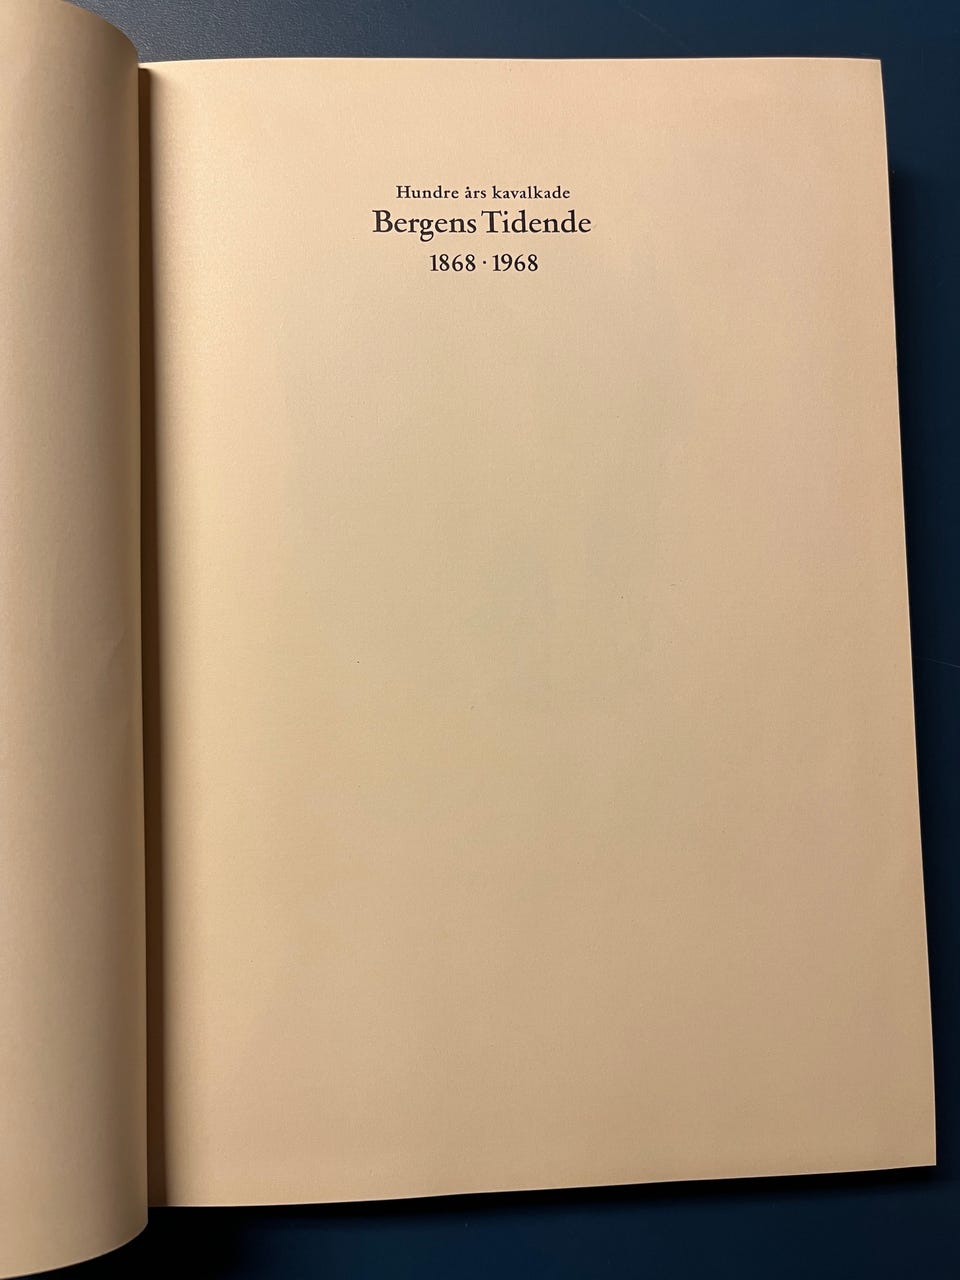 Hundre års kavalkade
Bergens Tidende
1868 · 1968